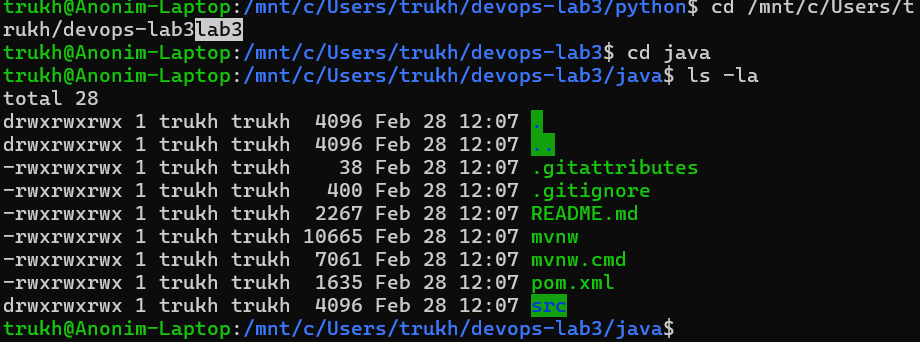 trukh@Anonim-Laptop:/mnt/c/Users/trukh/devops-lab3/python$ cd /mnt/c/Users/t
rukh/devops-lab3lab3
trukh@Anonim-Laptop:/mnt/c/Users/trukh/devops-lab3$ cd java
trukh@Anonim-Laptop:/mnt/c/Users/trukh/devops-lab3/java$ ls -la
total 28
drwxrwxrwx 1 trukh trukh  4096 Feb 28 12:07 .
drwxrwxrwx 1 trukh trukh  4096 Feb 28 12:07 ..
-rwxrwxrwx 1 trukh trukh    38 Feb 28 12:07 .gitattributes
-rwxrwxrwx 1 trukh trukh   400 Feb 28 12:07 .gitignore
-rwxrwxrwx 1 trukh trukh  2267 Feb 28 12:07 README.md
-rwxrwxrwx 1 trukh trukh 10665 Feb 28 12:07 mvnw
-rwxrwxrwx 1 trukh trukh  7061 Feb 28 12:07 mvnw.cmd
-rwxrwxrwx 1 trukh trukh  1635 Feb 28 12:07 pom.xml
drwxrwxrwx 1 trukh trukh  4096 Feb 28 12:07 src
trukh@Anonim-Laptop:/mnt/c/Users/trukh/devops-lab3/java$